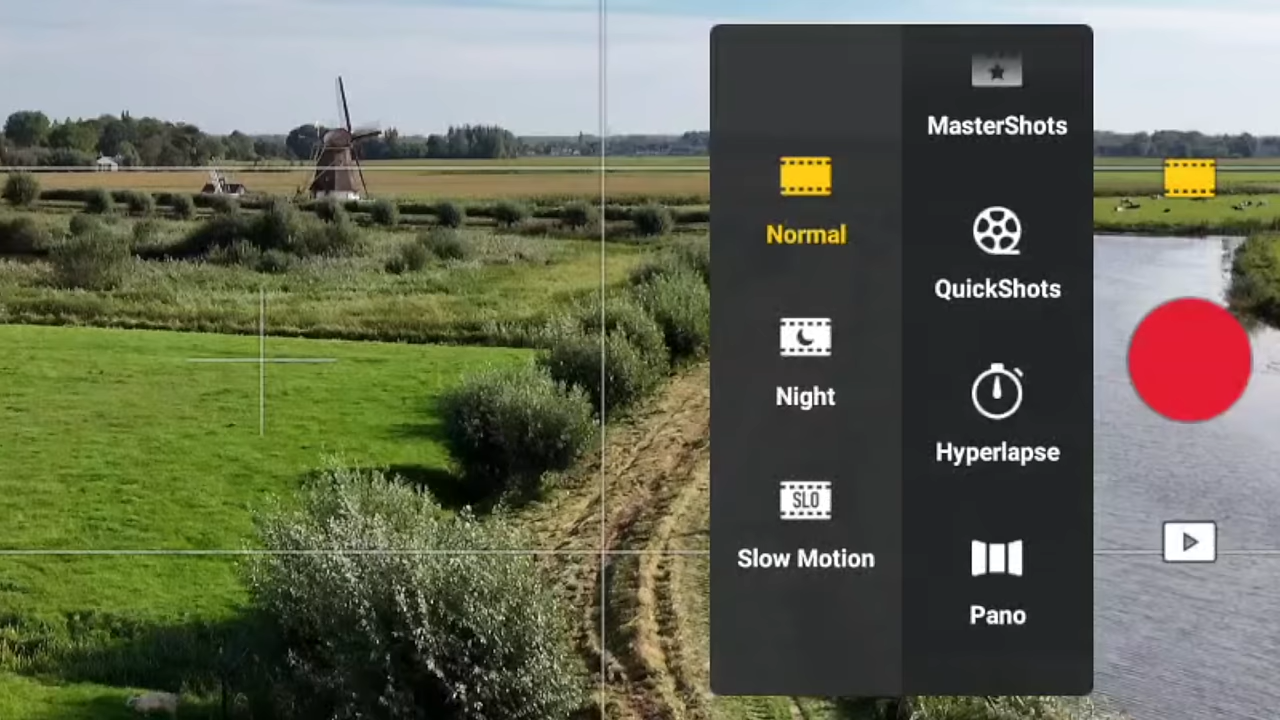 Normal
Night
SLO
Slow Motion
MasterShots
QuickShots
Hyperlapse
Pano